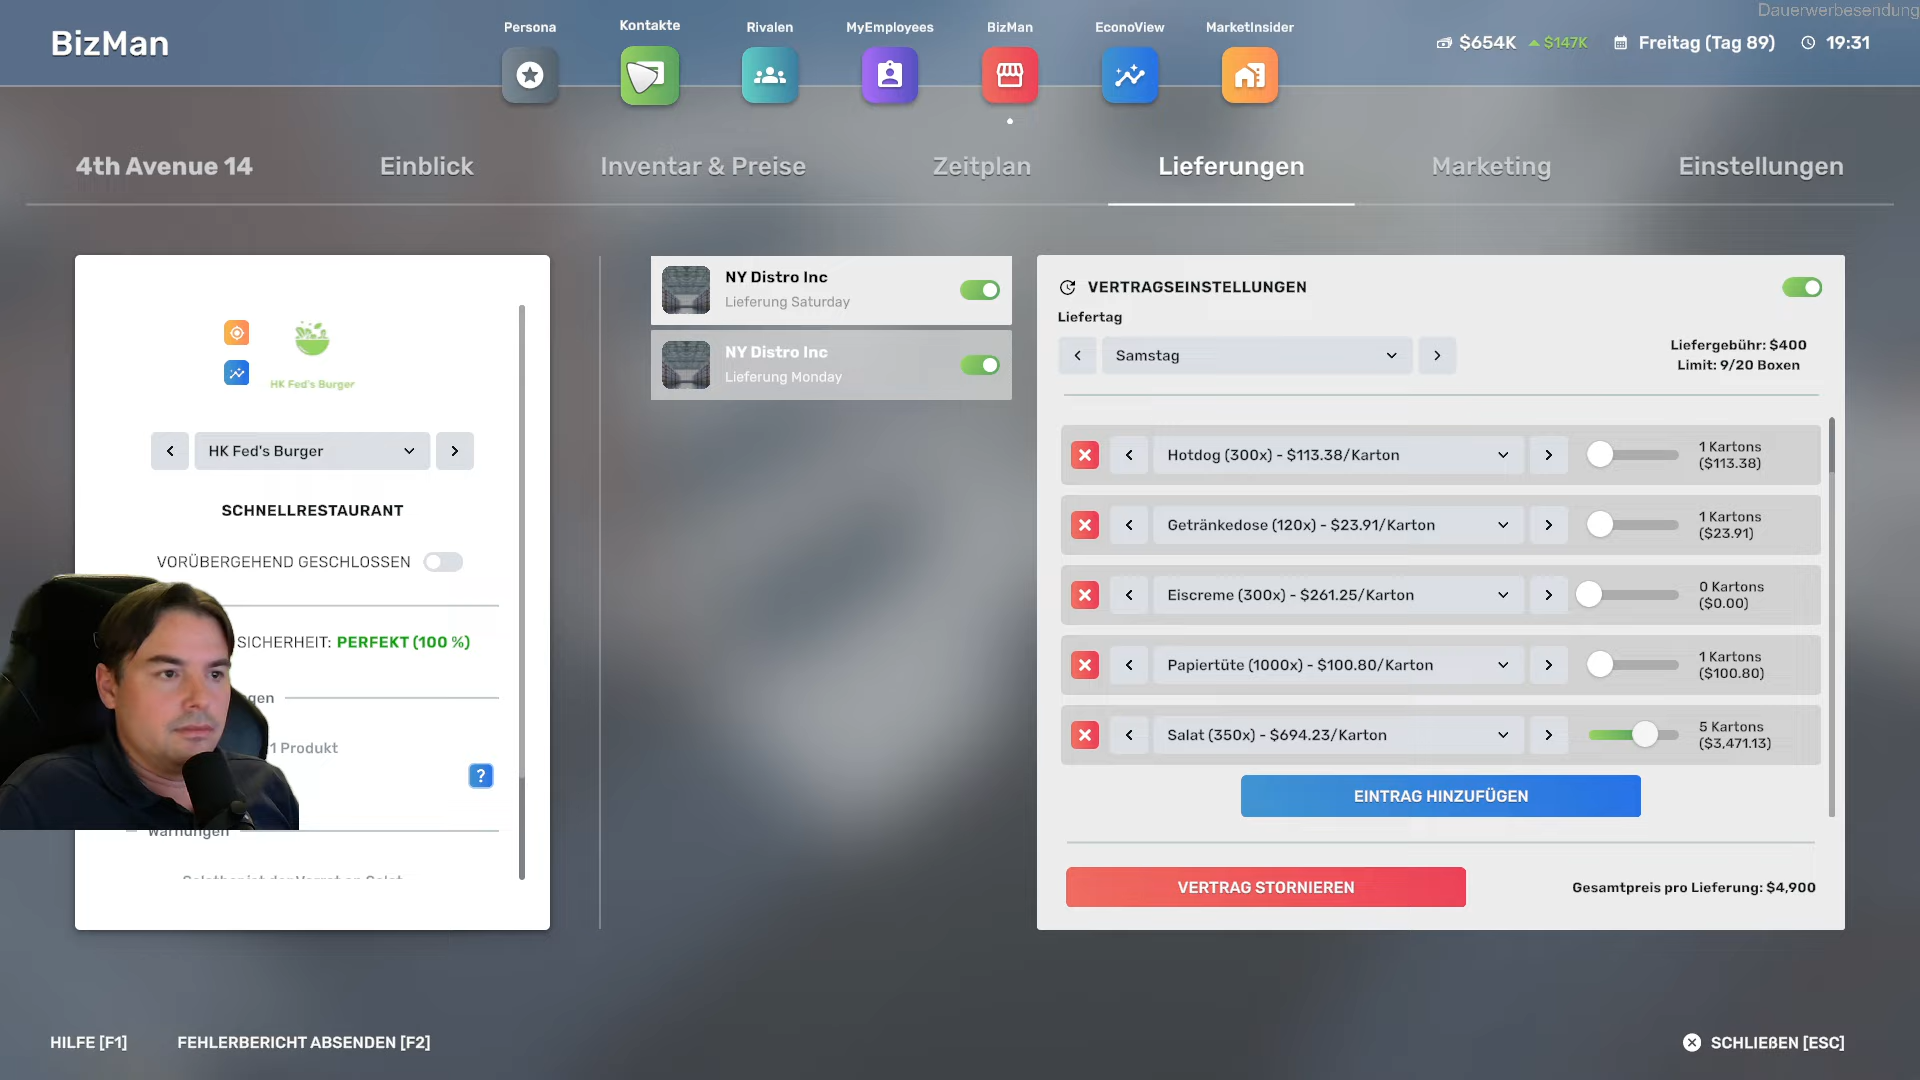 Dauerwerbesendung
BizMan
Persona
Kontakte
Rivalen
MyEmployees
BizMan
EconoView
MarketInsider
$654K
$147K
Freitag (Tag 89)
19:31
4th Avenue 14
Einblick
Inventar & Preise
Zeitplan
Lieferungen
Marketing
Einstellungen
HK Fed's Burger
HK Fed's Burger
SCHNELLRESTAURANT
VORÜBERGEHEND GESCHLOSSEN
SICHERHEIT: PERFEKT (100 %)
gen
1 Produkt
?
Warnungen
NY Distro Inc
Lieferung Saturday
NY Distro Inc
Lieferung Monday
VERTRAGSEINSTELLUNGEN
Liefertag
Samstag
Liefergebühr: $400
Limit: 9/20 Boxen
Hotdog (300x) - $113.38/Karton
1 Kartons
($113.38)
Getränkedose (120x) - $23.91/Karton
1 Kartons
($23.91)
Eiscreme (300x) - $261.25/Karton
0 Kartons
($0.00)
Papiertüte (1000x) - $100.80/Karton
1 Kartons
($100.80)
Salat (350x) - $694.23/Karton
5 Kartons
($3,471.13)
EINTRAG HINZUFÜGEN
VERTRAG STORNIEREN
Gesamtpreis pro Lieferung: $4,900
HILFE [F1]
FEHLERBERICHT ABSENDEN [F2]
SCHLIEßEN [ESC]